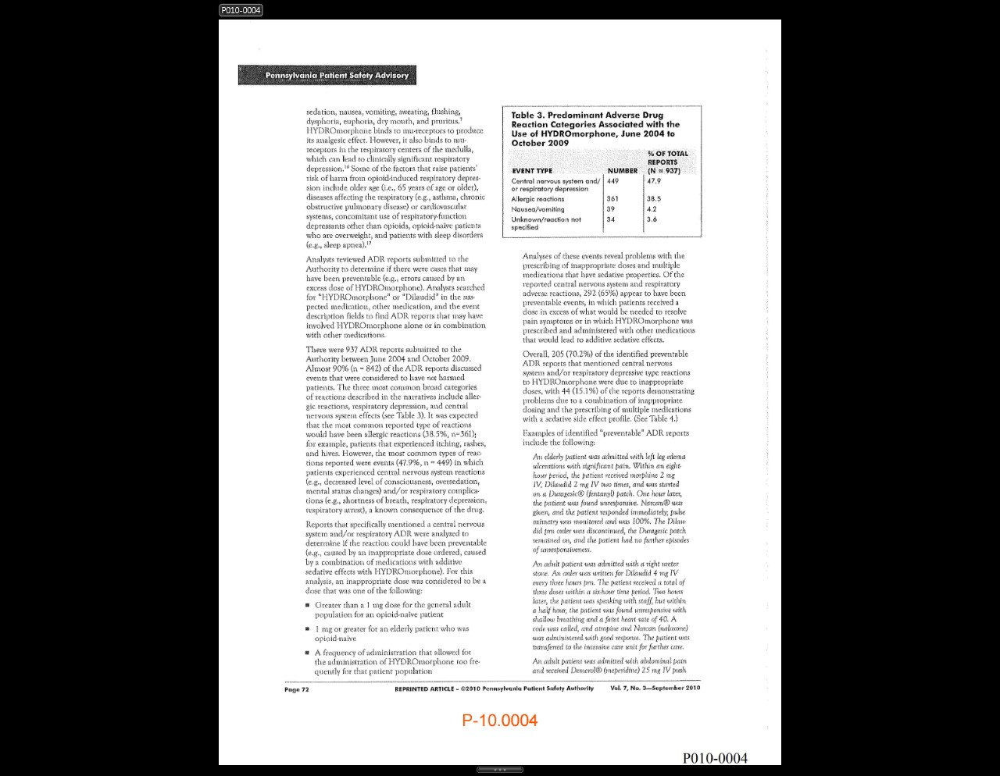 P010-0004
Pennsylvania Patient Safety Advisory
sedation, nausea, vomiting, sweating, flushing,
dysphoria, euphoria, dry mouth, and pruritus.7
HYDROmorphone binds to mu-receptors to produce
its analgesic effect. However, it also binds to mu-
receptors in the respiratory centers of the medulla,
which can lead to clinically significant respiratory
depression.16 Some of the factors that raise patients'
risk of harm from opioid-induced respiratory depres-
sion include older age (i.e., 65 years of age or older),
diseases affecting the respiratory (e.g., asthma, chronic
obstructive pulmonary disease) or cardiovascular
systems, concomitant use of respiratory-function
depressants other than opioids, opioid-naïve patients
who are overweight, and patients with sleep disorders
(e.g., sleep apnea).17
Analysts reviewed ADR reports submitted to the
Authority to determine if there were cases that may
have been preventable (e.g., errors caused by an
excess dose of HYDROmorphone). Analysts searched
for "HYDROmorphone" or "Dilaudid" in the sus-
pected medication, other medication, and the event
description fields to find ADR reports that may have
involved HYDROmorphone alone or in combination
with other medications.
There were 937 ADR reports submitted to the
Authority between June 2004 and October 2009.
Almost 90% (n = 842) of the ADR reports discussed
events that were considered to have not harmed
patients. The three most common broad categories
of reactions described in the narratives include aller-
gic reactions, respiratory depression, and central
nervous system effects (see Table 3). It was expected
that the most common reported type of reactions
would have been allergic reactions (38.5%, n=361);
for example, patients that experienced itching, rashes,
and hives. However, the most common types of reac-
tions reported were events (47.9%, n = 449) in which
patients experienced central nervous system reactions
(e.g., decreased level of consciousness, oversedation,
mental status changes) and/or respiratory complica-
tions (e.g., shortness of breath, respiratory depression,
respiratory arrest), a known consequence of the drug.
Reports that specifically mentioned a central nervous
system and/or respiratory ADR were analyzed to
determine if the reaction could have been preventable
(e.g., caused by an inappropriate dose ordered, caused
by a combination of medications with additive
sedative effects with HYDROmorphone). For this
analysis, an inappropriate dose was considered to be a
dose that was one of the following:
■ Greater than a 1 mg dose for the general adult
population for an opioid-naïve patient
■ 1 mg or greater for an elderly patient who was
opioid-naïve
■ A frequency of administration that allowed for
the administration of HYDROmorphone too fre-
quently for that patient population
Table 3. Predominant Adverse Drug
Reaction Categories Associated with the
Use of HYDROmorphone, June 2004 to
October 2009
% OF TOTAL
REPORTS
EVENT TYPE NUMBER (N = 937)
Central nervous system and/ 449 47.9
or respiratory depression
Allergic reactions 361 38.5
Nausea/vomiting 39 4.2
Unknown/reaction not 34 3.6
specified
Analyses of these events reveal problems with the
prescribing of inappropriate doses and multiple
medications that have sedative properties. Of the
reported central nervous system and respiratory
adverse reactions, 292 (65%) appear to have been
preventable events, in which patients received a
dose in excess of what would be needed to resolve
pain symptoms or in which HYDROmorphone was
prescribed and administered with other medications
that would lead to additive sedative effects.
Overall, 205 (70.2%) of the identified preventable
ADR reports that mentioned central nervous
system and/or respiratory depressive type reactions
to HYDROmorphone were due to inappropriate
doses, with 44 (15.1%) of the reports demonstrating
problems due to a combination of inappropriate
dosing and the prescribing of multiple medications
with a sedative side effect profile. (See Table 4.)
Examples of identified "preventable" ADR reports
include the following:
An elderly patient was admitted with left leg edema
ulcerations with significant pain. Within an eight-
hour period, the patient received morphine 2 mg
IV, Dilaudid 2 mg IV two times, and was started
on a Duragesic® (fentanyl) patch. One hour later,
the patient was found unresponsive. Narcan® was
given, and the patient responded immediately; pulse
oximetry was monitored and was 100%. The Dilau-
did prn order was discontinued, the Duragesic patch
remained on, and the patient had no further episodes
of unresponsiveness.
An adult patient was admitted with a right ureter
stone. An order was written for Dilaudid 4 mg IV
every three hours prn. The patient received a total of
three doses within a six-hour time period. Two hours
later, the patient was speaking with staff, but within
a half hour, the patient was found unresponsive with
shallow breathing and a faint heart rate of 40. A
code was called, and atropine and Narcan (naloxone)
was administered with good response. The patient was
transferred to the intensive care unit for further care.
An adult patient was admitted with abdominal pain
and received Demerol® (meperidine) 25 mg IV push
Page 72 REPRINTED ARTICLE - ©2010 Pennsylvania Patient Safety Authority Vol. 7, No. 3—September 2010
P-10.0004
P010-0004